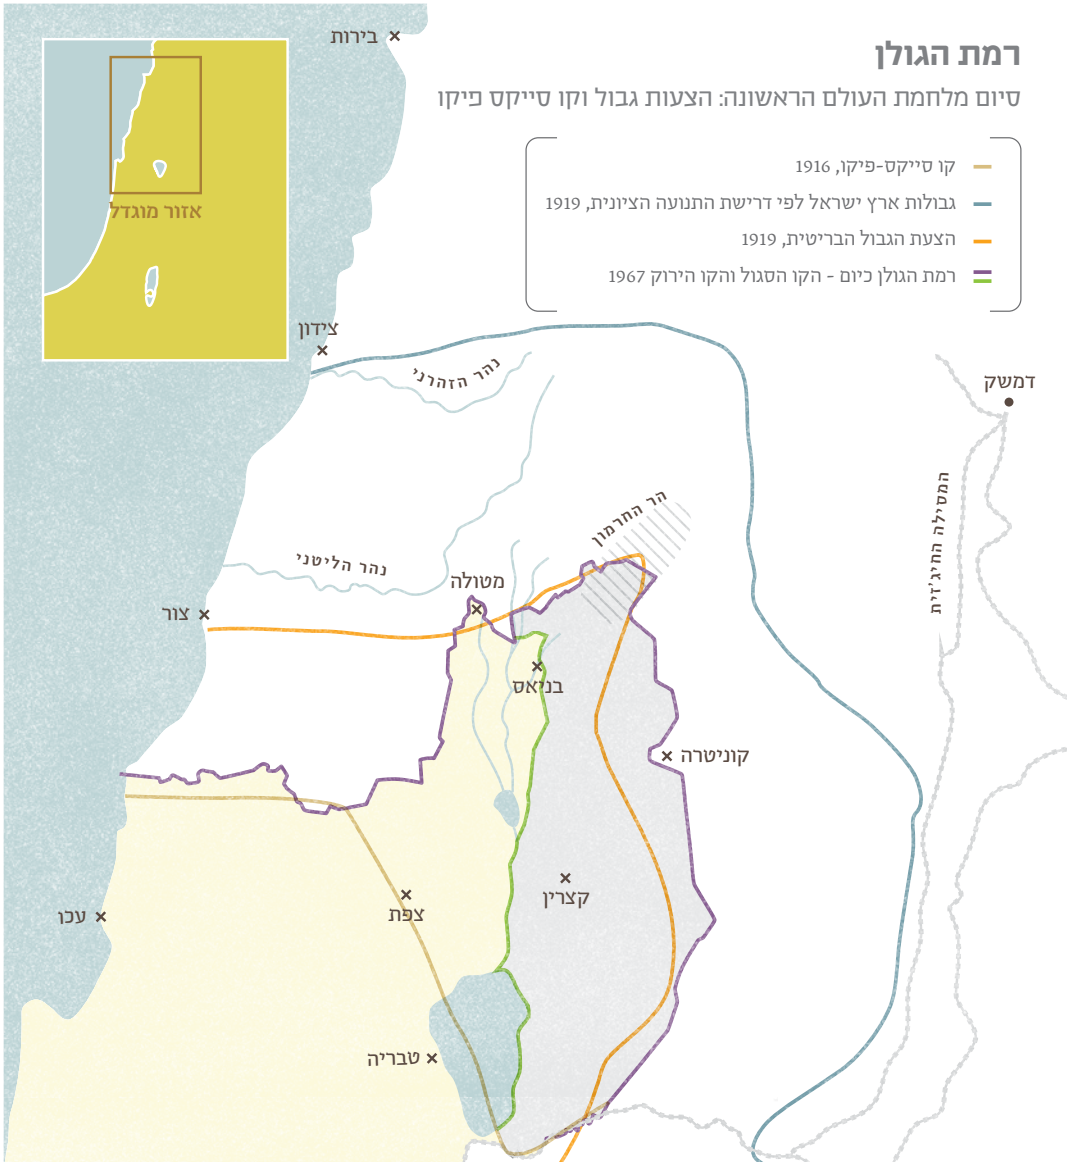 רמת הגולן
סיום מלחמת העולם הראשונה: הצעות גבול וקו סייקס פיקו
קו סייקס-פיקו, 1916
גבולות ארץ ישראל לפי דרישת התנועה הציונית, 1919
הצעת הגבול הבריטית, 1919
רמת הגולן כיום - הקו הסגול והקו הירוק 1967
אזור מוגדל
בירות
צידון
נהר הזהרני
דמשק
המסילה החיג'זית
הר החרמון
נהר הליטני
מטולה
צור
בניאס
קוניטרה
קצרין
צפת
עכו
טבריה